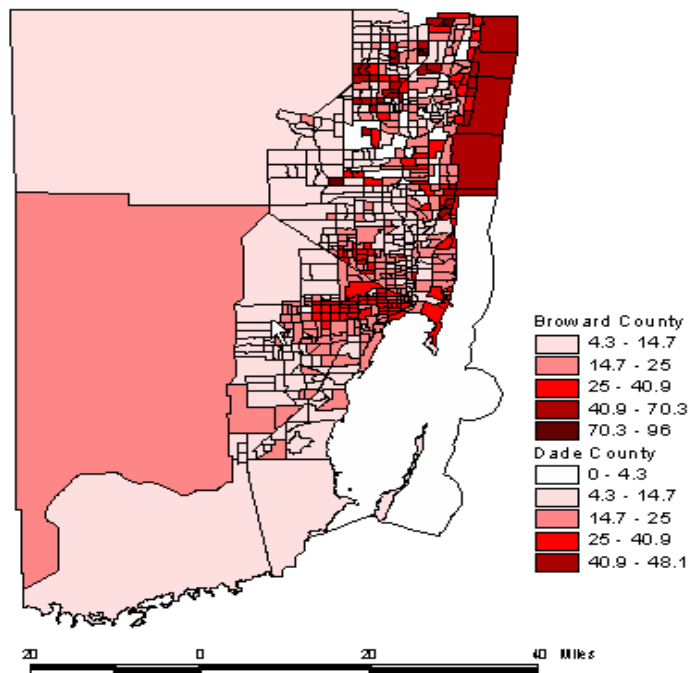 Broward County
4.3 - 14.7
14.7 - 25
25 - 40.9
40.9 - 70.3
70.3 - 96
Dade County
0 - 4.3
4.3 - 14.7
14.7 - 25
25 - 40.9
40.9 - 48.1
20 0 20 40 Miles